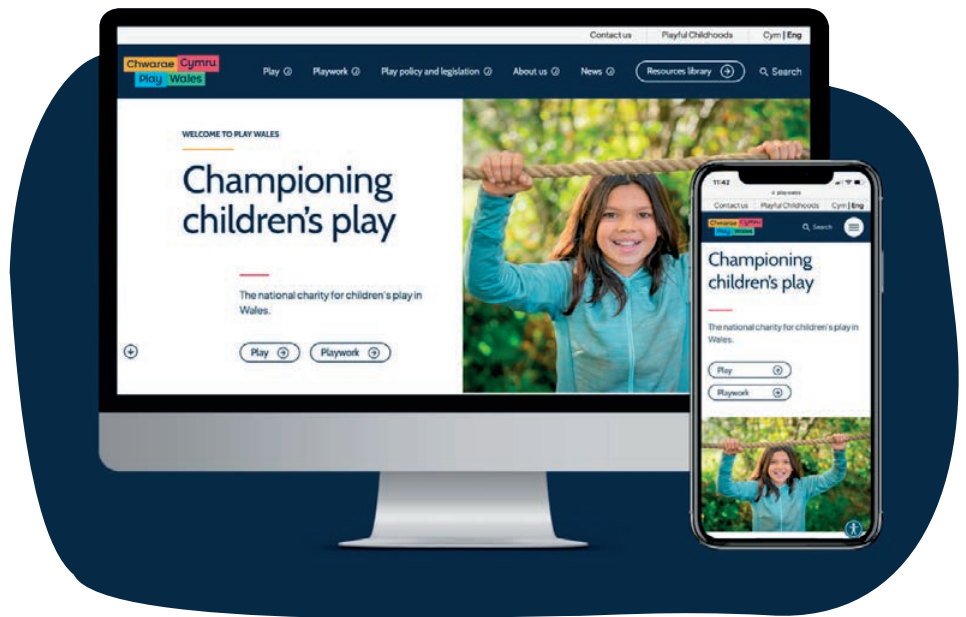 Contact us Playful Childhoods Cym | Eng
Chwarae Cymru
Play Wales
Play Playwork Play policy and legislation About us News Resources library Search
WELCOME TO PLAY WALES
Championing
children's play
The national charity for children's play in
Wales.
Play Playwork
11:42
Contact us Playful Childhoods Cym | Eng
Chwarae Cymru
Play Wales
Search
Championing
children's play
The national charity for children's play in
Wales.
Play
Playwork